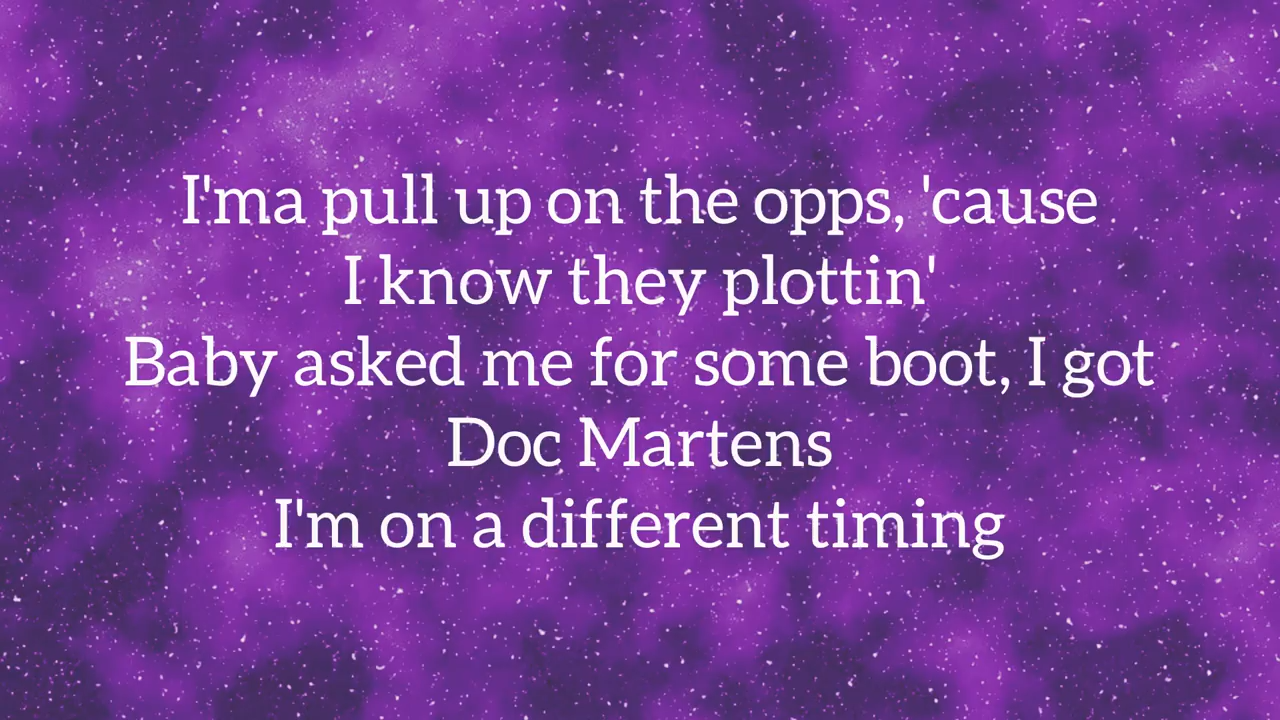 I'ma pull up on the opps, 'cause
I know they plottin'
Baby asked me for some boot, I got
Doc Martens
I'm on a different timing